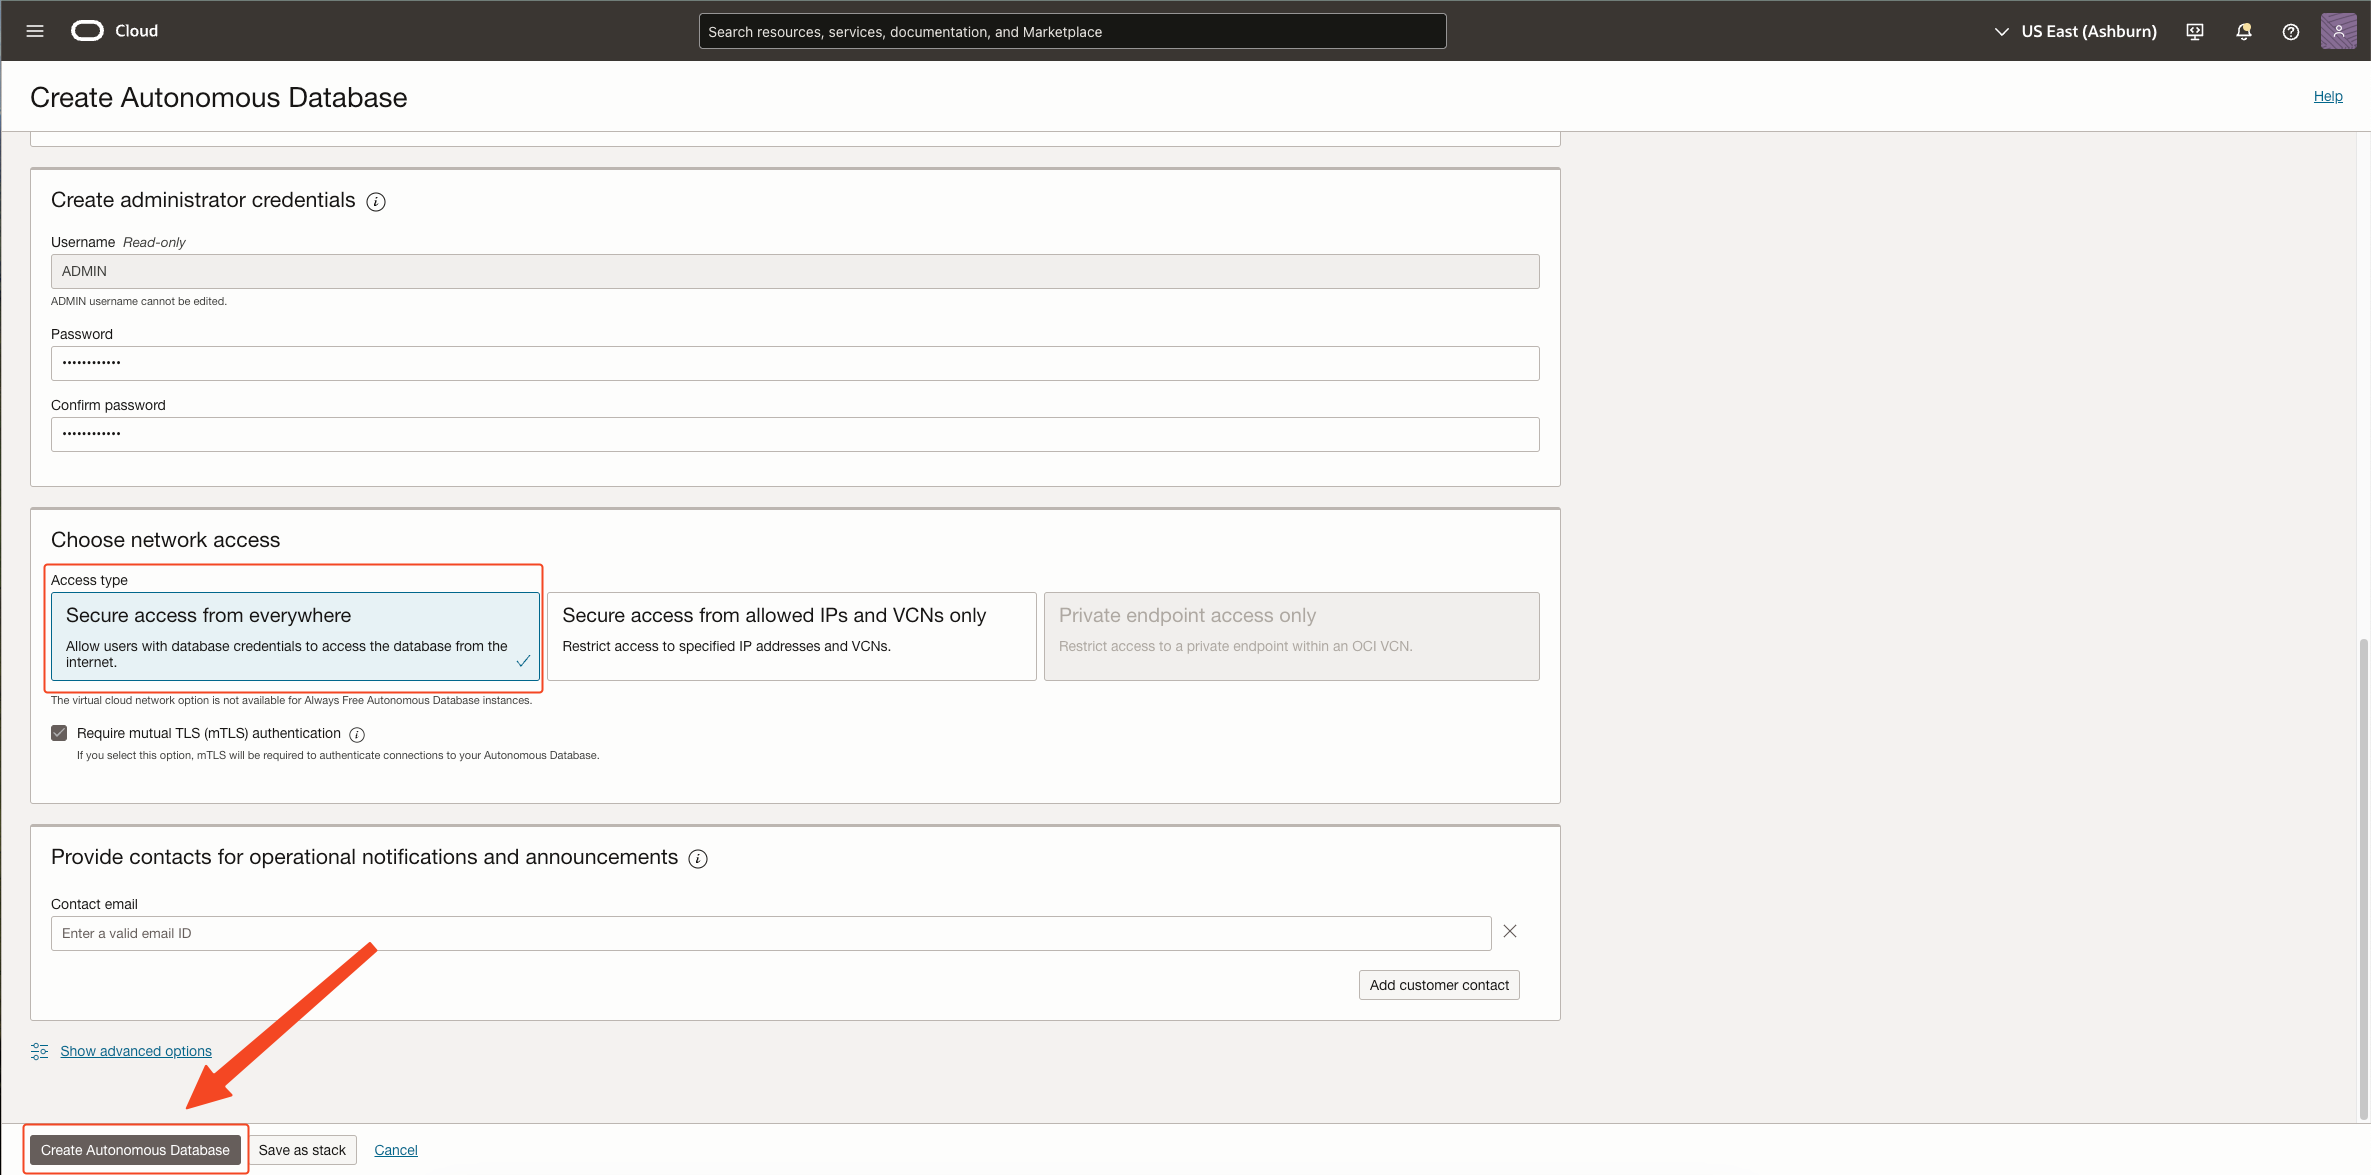 Cloud
Search resources, services, documentation, and Marketplace
US East (Ashburn)
Create Autonomous Database
Help
Create administrator credentials
Username Read-only
ADMIN
ADMIN username cannot be edited.
Password
••••••••••••
Confirm password
••••••••••••
Choose network access
Access type
Secure access from everywhere
Allow users with database credentials to access the database from the
internet.
Secure access from allowed IPs and VCNs only
Restrict access to specified IP addresses and VCNs.
Private endpoint access only
Restrict access to a private endpoint within an OCI VCN.
The virtual cloud network option is not available for Always Free Autonomous Database instances.
Require mutual TLS (mTLS) authentication
If you select this option, mTLS will be required to authenticate connections to your Autonomous Database.
Provide contacts for operational notifications and announcements
Contact email
Enter a valid email ID
Add customer contact
Show advanced options
Create Autonomous Database
Save as stack
Cancel